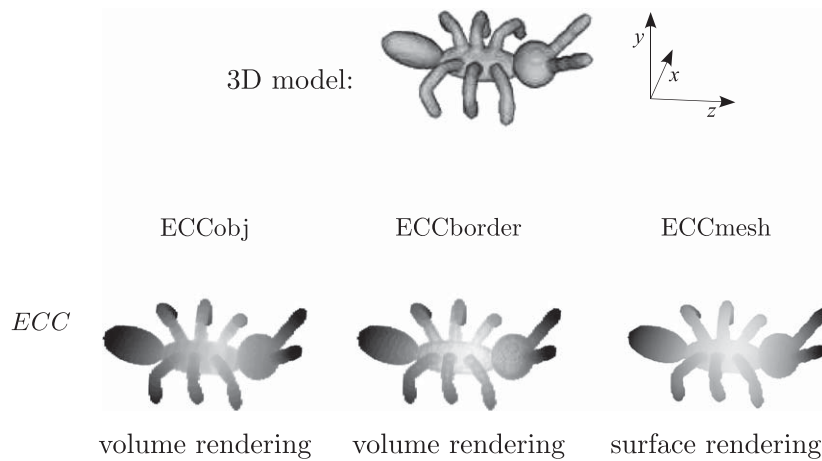 3D model:
y
x
z
ECCobj ECCborder ECCmesh
ECC
volume rendering volume rendering surface rendering